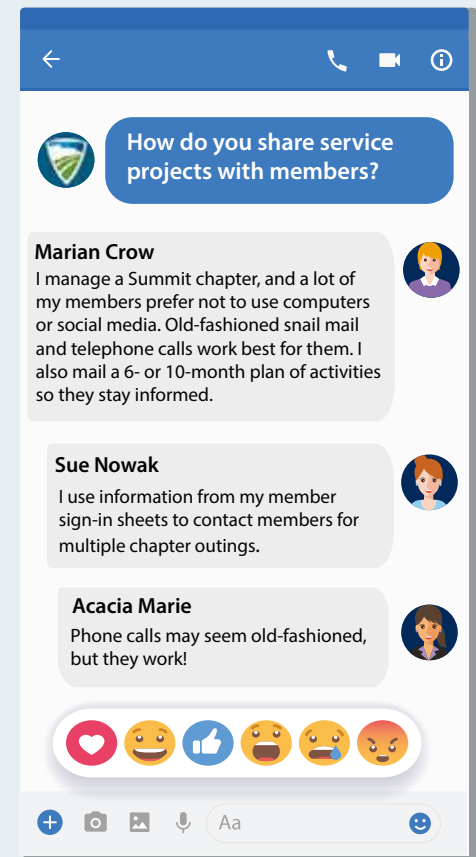 How do you share service
projects with members?
Marian Crow
I manage a Summit chapter, and a lot of
my members prefer not to use computers
or social media. Old-fashioned snail mail
and telephone calls work best for them. I
also mail a 6- or 10-month plan of activities
so they stay informed.
Sue Nowak
I use information from my member
sign-in sheets to contact members for
multiple chapter outings.
Acacia Marie
Phone calls may seem old-fashioned,
but they work!
Aa